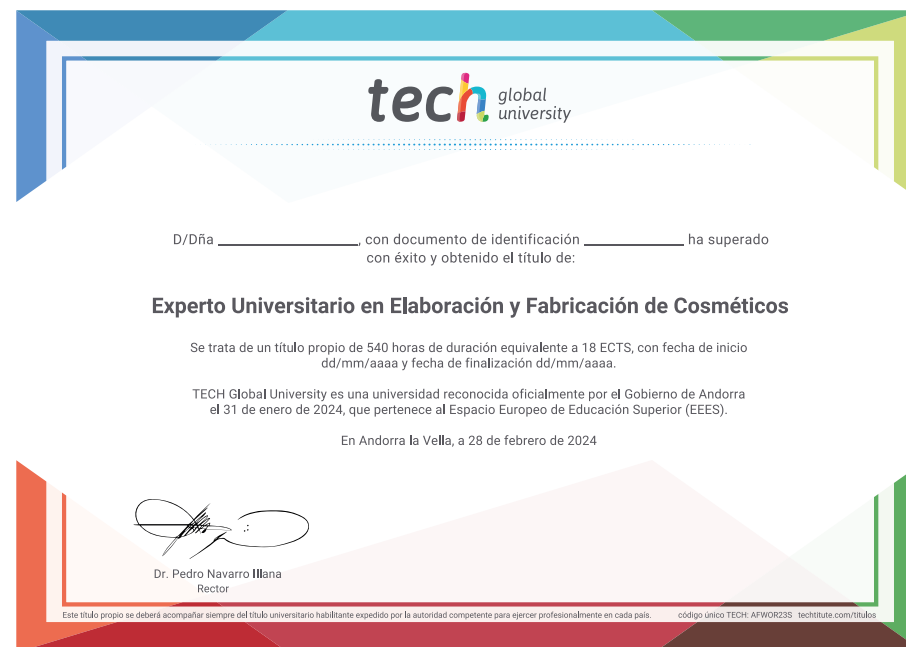 tech global university
D/Dña ______________, con documento de identificación __________ ha superado
con éxito y obtenido el título de:
Experto Universitario en Elaboración y Fabricación de Cosméticos
Se trata de un título propio de 540 horas de duración equivalente a 18 ECTS, con fecha de inicio
dd/mm/aaaa y fecha de finalización dd/mm/aaaa.
TECH Global University es una universidad reconocida oficialmente por el Gobierno de Andorra
el 31 de enero de 2024, que pertenece al Espacio Europeo de Educación Superior (EEES).
En Andorra la Vella, a 28 de febrero de 2024
Dr. Pedro Navarro Illana
Rector
Este título propio se deberá acompañar siempre del título universitario habilitante expedido por la autoridad competente para ejercer profesionalmente en cada país. código único TECH: AFWOR23S techtitute.com/titulos